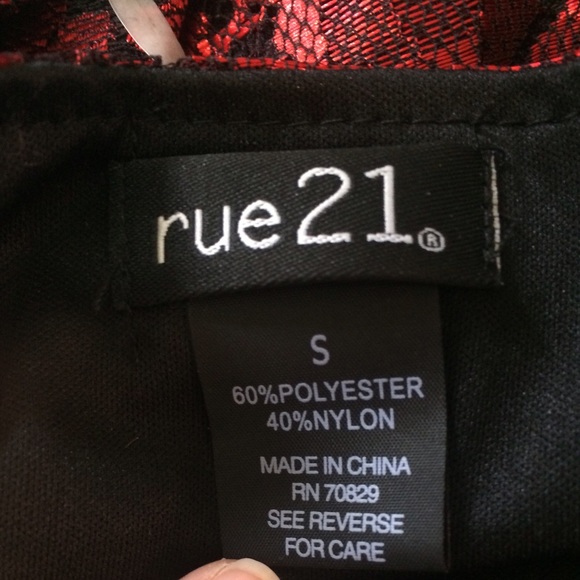 rue21®
S
60%POLYESTER
40%NYLON
MADE IN CHINA
RN 70829
SEE REVERSE
FOR CARE